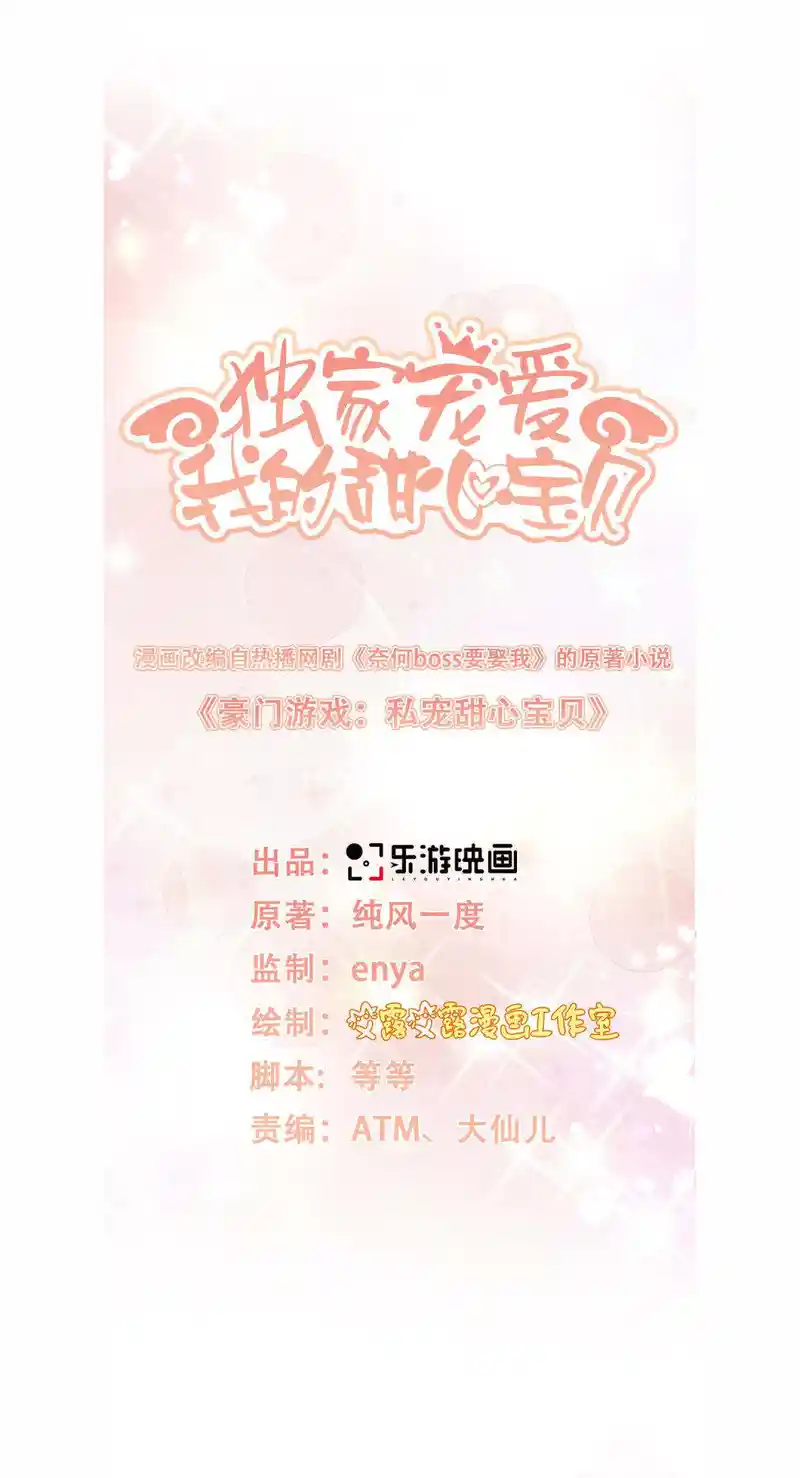 独家宠爱
我的甜心宝贝
漫画改编自热播网剧《奈何boss要娶我》的原著小说
《豪门游戏：私宠甜心宝贝》
出品：乐游映画
LEYOUYINGHUA
原著：纯风一度
监制：enya
绘制：汶露汶露漫画工作室
脚本：等等
责编：ATM、大仙儿